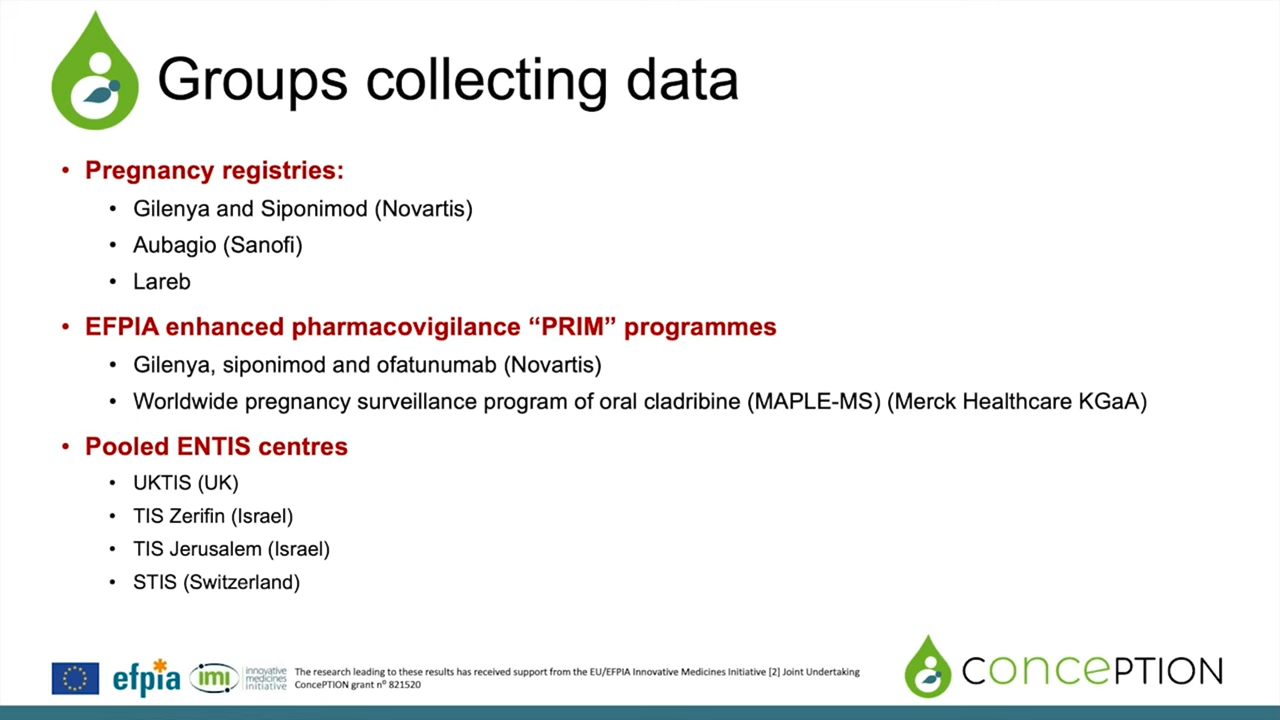 Groups collecting data
• Pregnancy registries:
• Gilenya and Siponimod (Novartis)
• Aubagio (Sanofi)
• Lareb
• EFPIA enhanced pharmacovigilance “PRIM” programmes
• Gilenya, siponimod and ofatunumab (Novartis)
• Worldwide pregnancy surveillance program of oral cladribine (MAPLE-MS) (Merck Healthcare KGaA)
• Pooled ENTIS centres
• UKTIS (UK)
• TIS Zerifin (Israel)
• TIS Jerusalem (Israel)
• STIS (Switzerland)
efpia
imi
innovative
medicines
initiative
The research leading to these results has received support from the EU/EFPIA Innovative Medicines Initiative [2] Joint Undertaking
ConcePTION grant nº 821520
concePTION